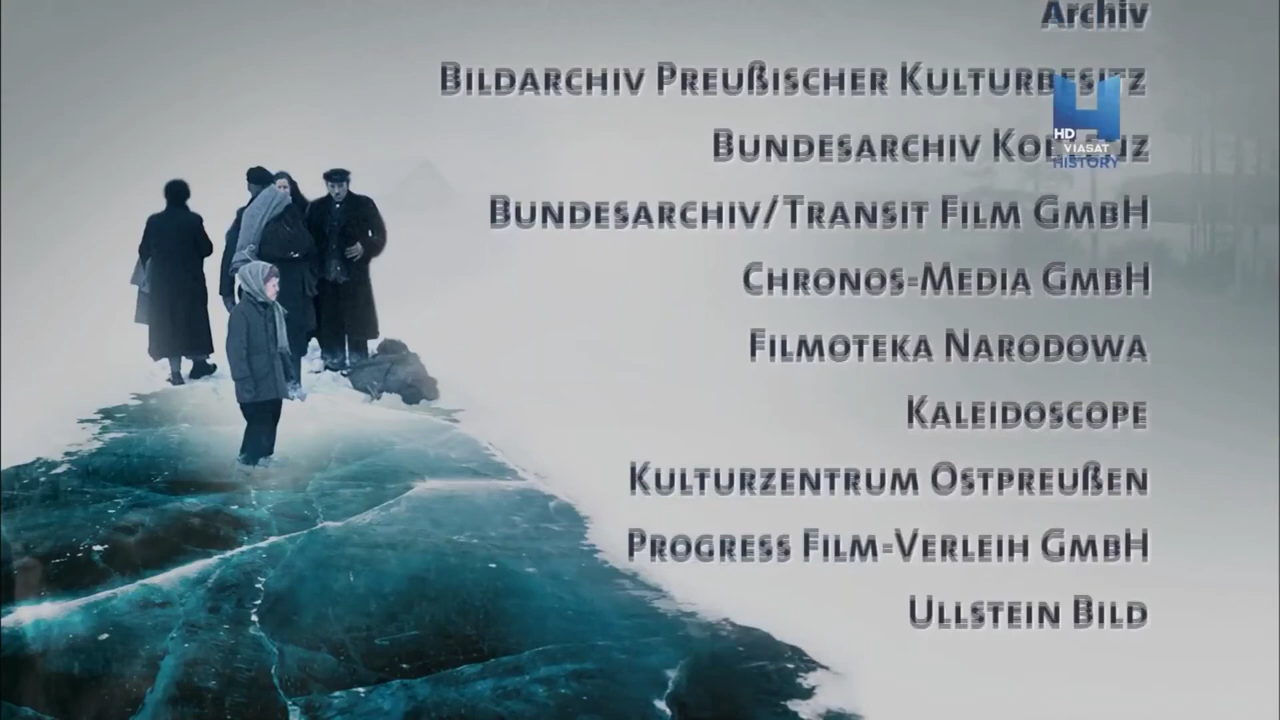 Archiv
Bildarchiv Preußischer Kulturbesitz
Bundesarchiv Koblenz
Bundesarchiv/Transit Film GmbH
Chronos-Media GmbH
Filmoteka Narodowa
Kaleidoscope
Kulturzentrum Ostpreußen
Progress Film-Verleih GmbH
Ullstein Bild
H
HD
VIASAT
HISTORY